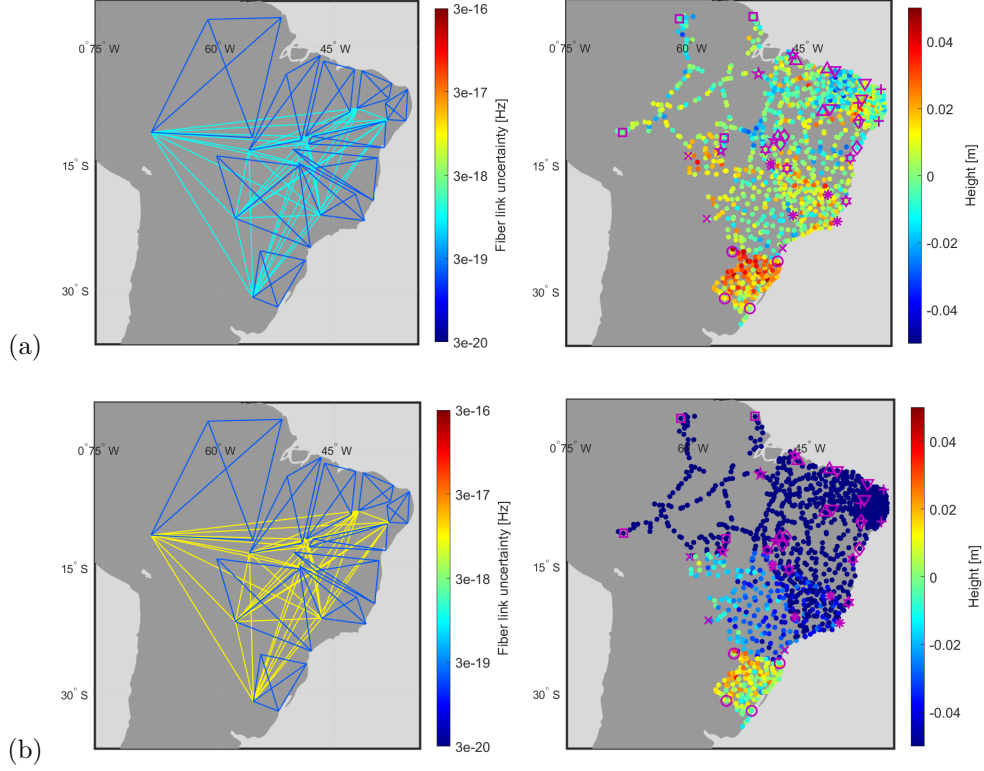 (a)
0° 75° W
60° W
45° W
15° S
30° S
3e-16
3e-17
3e-18
3e-19
3e-20
Fiber link uncertainty [Hz]
60° W
45° W
15° S
30° S
0.04
0.02
0
-0.02
-0.04
Height [m]
(b)
0° 75° W
60° W
45° W
15° S
30° S
3e-16
3e-17
3e-18
3e-19
3e-20
Fiber link uncertainty [Hz]
0° 75° W
60° W
45° W
15° S
30° S
0.04
0.02
0
-0.02
-0.04
Height [m]